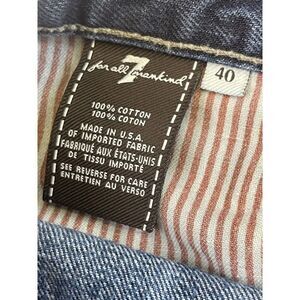 7
for all mankind
40
100% COTTON
100% COTON
MADE IN U.S.A.
OF IMPORTED FABRIC
FABRIQUÉ AUX ÉTATS-UNIS
DE TISSU IMPORTÉ
SEE REVERSE FOR CARE
ENTRETIEN AU VERSO